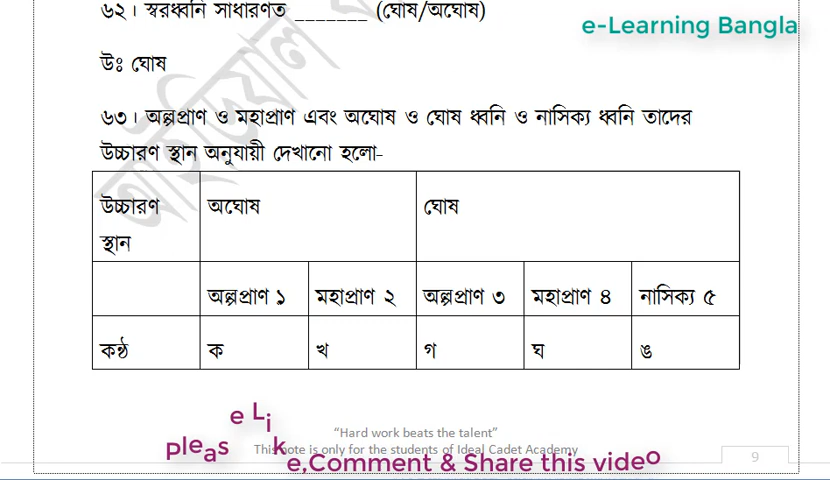 ৬২। স্বরধ্বনি সাধারণত _______ (ঘোষ/অঘোষ)
e-Learning Bangla
উঃ ঘোষ
৬৩। অল্পপ্রাণ ও মহাপ্রাণ এবং অঘোষ ও ঘোষ ধ্বনি ও নাসিক্য ধ্বনি তাদের
উচ্চারণ স্থান অনুযায়ী দেখানো হলো-
উচ্চারণ স্থান অঘোষ ঘোষ
অল্পপ্রাণ ১ মহাপ্রাণ ২ অল্পপ্রাণ ৩ মহাপ্রাণ ৪ নাসিক্য ৫
কন্ঠ ক খ গ ঘ ঙ
"Hard work beats the talent"
This note is only for the students of Ideal Cadet Academy
9
please Like,Comment & Share this video